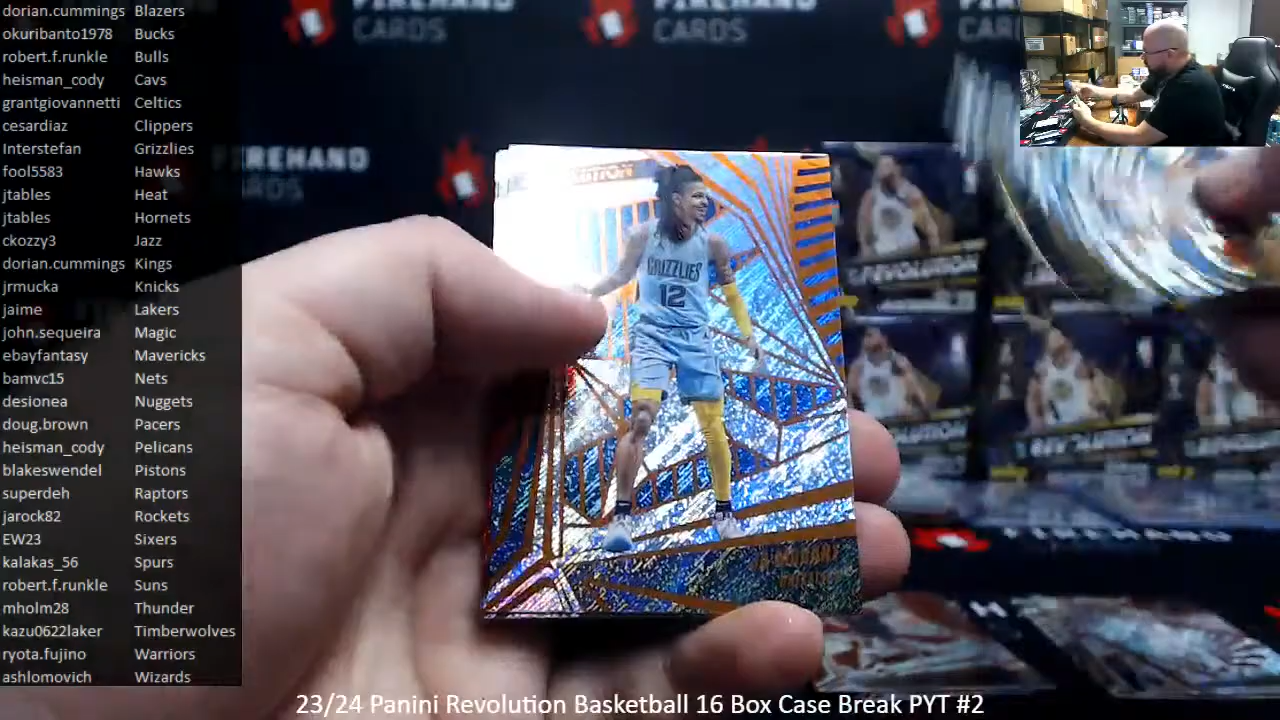 dorian.cummings Blazers
okuribanto1978 Bucks
robert.f.runkle Bulls
heisman_cody Cavs
grantgiovannetti Celtics
cesardiaz Clippers
Interstefan Grizzlies
fool5583 Hawks
jtables Heat
jtables Hornets
ckozzy3 Jazz
dorian.cummings Kings
jrmucka Knicks
jaime Lakers
john.sequeira Magic
ebayfantasy Mavericks
bamvc15 Nets
desionea Nuggets
doug.brown Pacers
heisman_cody Pelicans
blakeswendel Pistons
superdeh Raptors
jarock82 Rockets
EW23 Sixers
kalakas_56 Spurs
robert.f.runkle Suns
mholm28 Thunder
kazu0622laker Timberwolves
ryota.fujino Warriors
ashlomovich Wizards
FIREHAND
CARDS
FIREHAND
CARDS
FIREHAND
CARDS
GRIZZLIES
12
JA MORANT
REVOLUTION
REVOLUTION
23/24 Panini Revolution Basketball 16 Box Case Break PYT #2